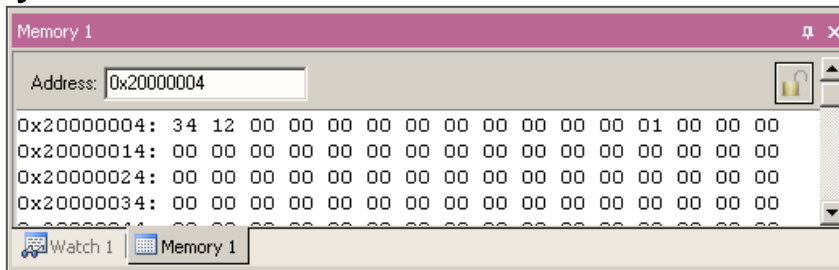 Memory 1
Address: 0x20000004
0x20000004: 34 12 00 00 00 00 00 00 00 00 00 00 01 00 00 00
0x20000014: 00 00 00 00 00 00 00 00 00 00 00 00 00 00 00 00
0x20000024: 00 00 00 00 00 00 00 00 00 00 00 00 00 00 00 00
0x20000034: 00 00 00 00 00 00 00 00 00 00 00 00 00 00 00 00
Watch 1 Memory 1